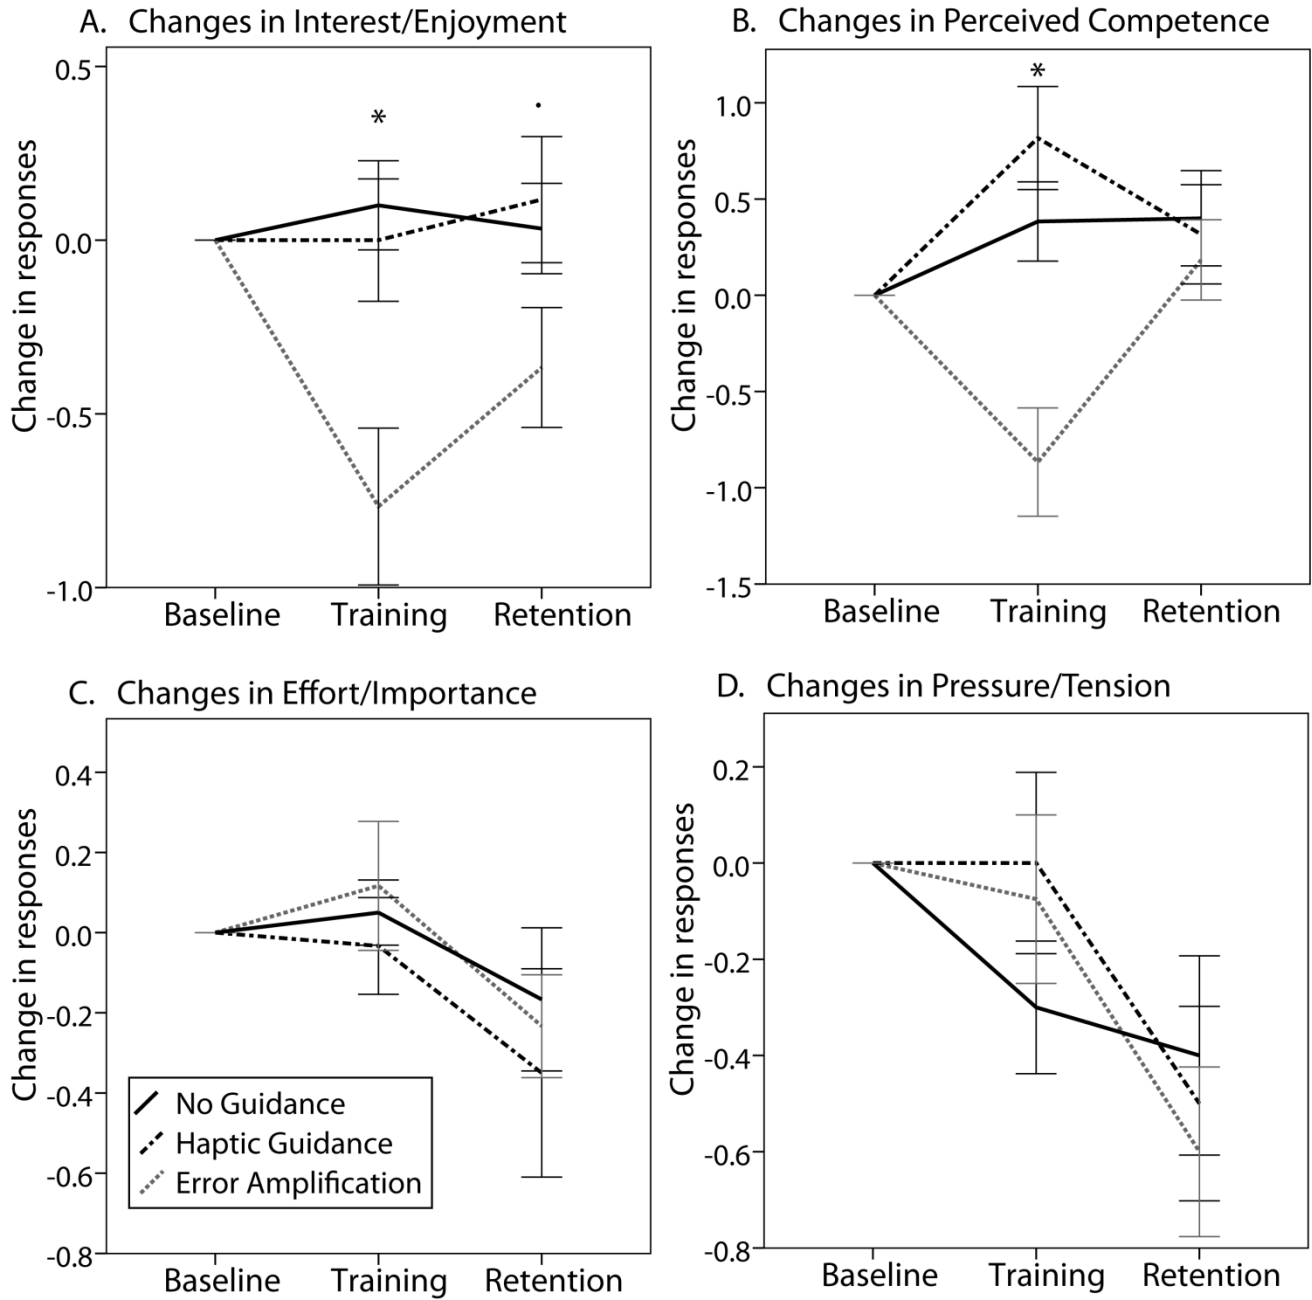 A. Changes in Interest/Enjoyment
Change in responses
0.5
0.0
-0.5
-1.0
*
.
Baseline Training Retention
B. Changes in Perceived Competence
Change in responses
1.0
0.5
0.0
-0.5
-1.0
-1.5
*
Baseline Training Retention
C. Changes in Effort/Importance
Change in responses
0.4
0.2
0.0
-0.2
-0.4
-0.6
-0.8
No Guidance
Haptic Guidance
Error Amplification
Baseline Training Retention
D. Changes in Pressure/Tension
Change in responses
0.2
0.0
-0.2
-0.4
-0.6
-0.8
Baseline Training Retention